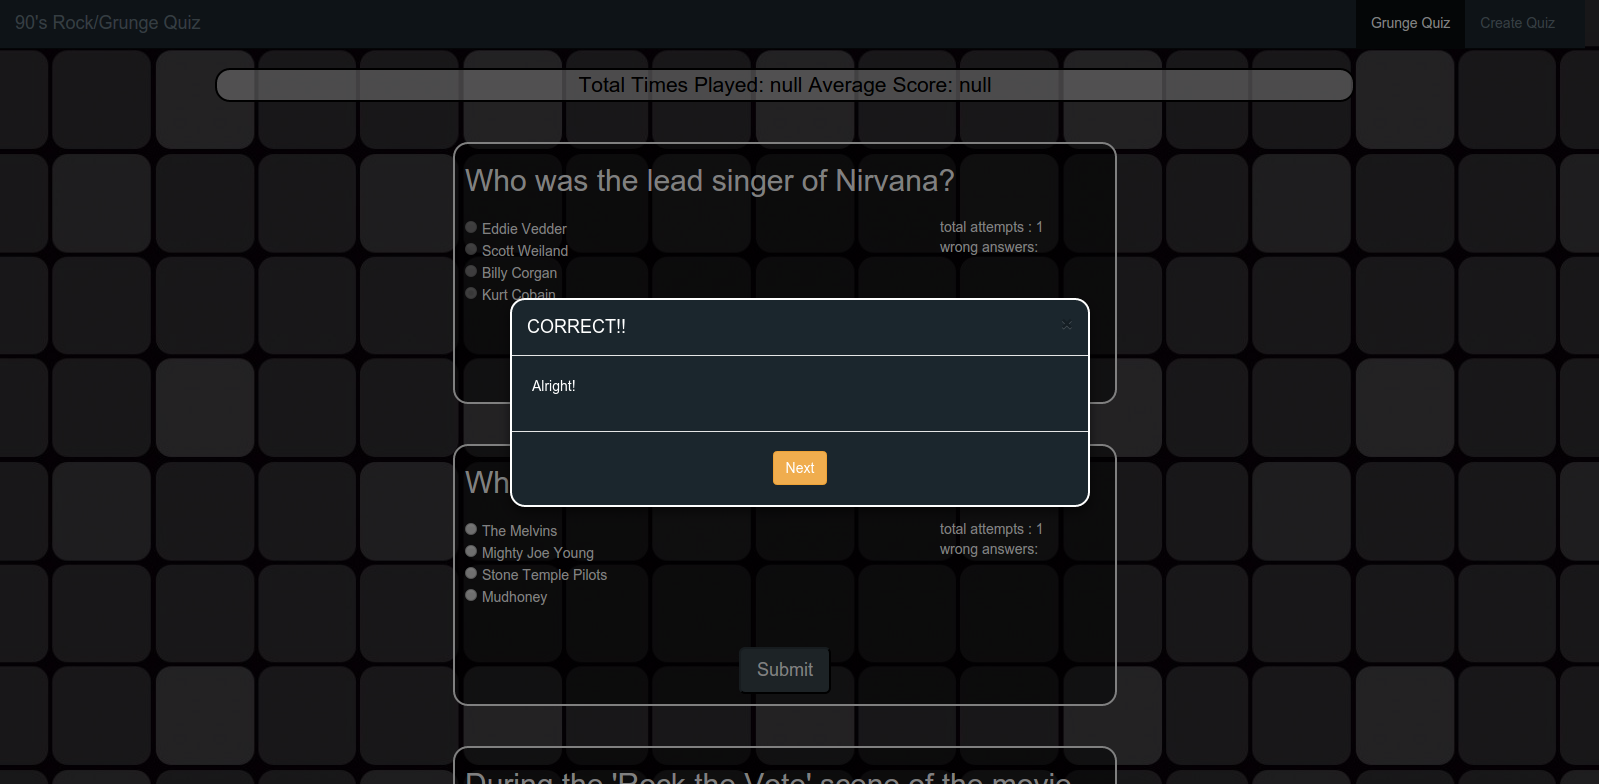 90's Rock/Grunge Quiz Grunge Quiz Create Quiz
Total Times Played: null Average Score: null
Who was the lead singer of Nirvana?
Eddie Vedder
Scott Weiland
Billy Corgan
Kurt Cobain
total attempts : 1
wrong answers:
CORRECT!!
×
Alright!
Next
Wh
The Melvins
Mighty Joe Young
Stone Temple Pilots
Mudhoney
total attempts : 1
wrong answers:
Submit
During the 'Rock the Vote' scene of the movie